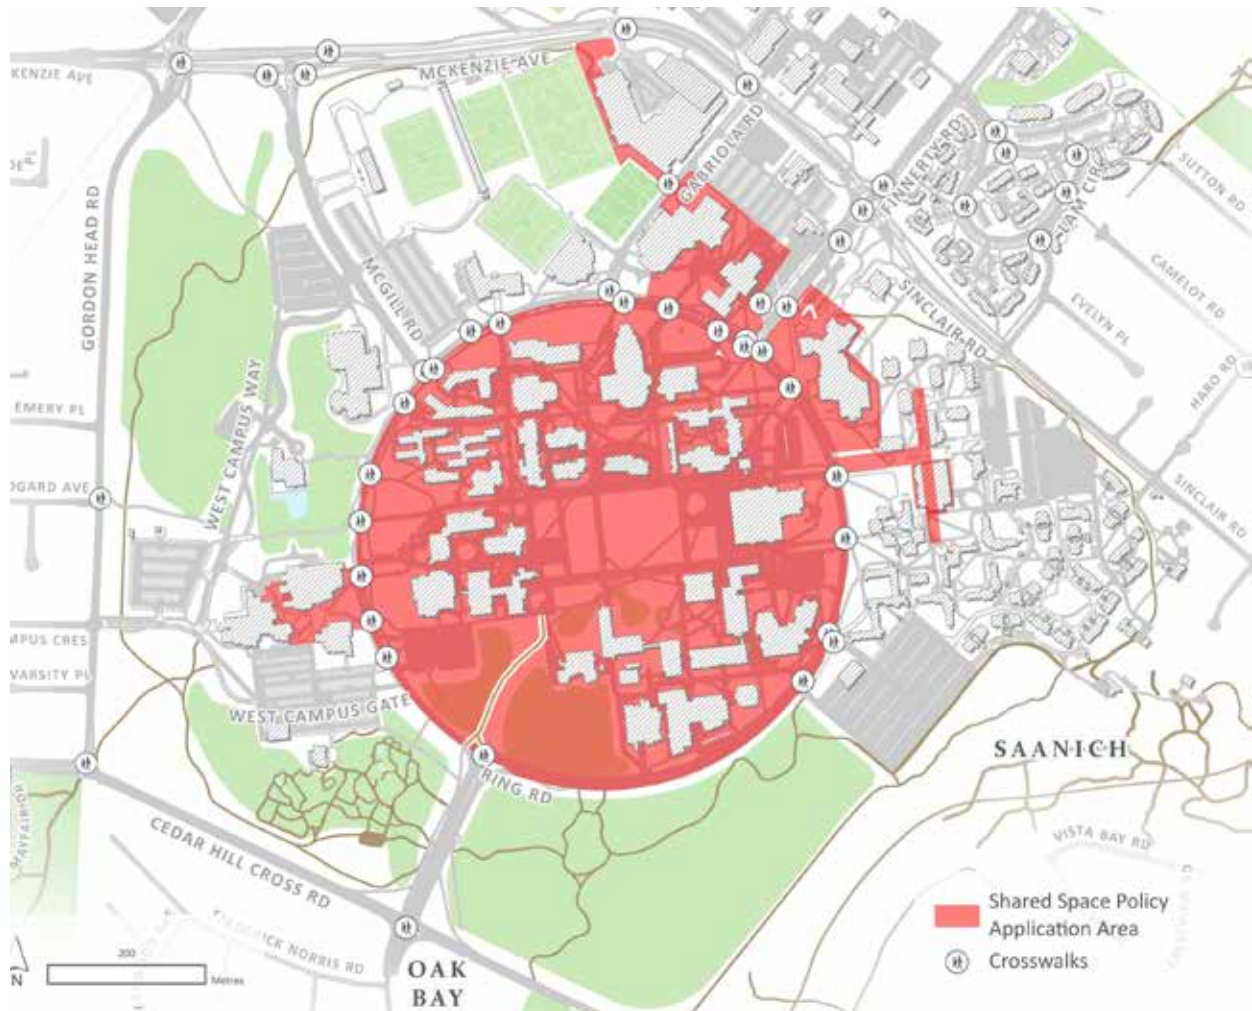 MCKENZIE AVE
KENZIE AVE
GABRIOLA RD
FINNERTY RD
LAM CIR
SUTTON RD
CAMELOT RD
EVELYN PL
HARO RD
SINCLAIR RD
SINCLAIR RD
GORDON HEAD RD
MCGILL RD
EMERY PL
WEST CAMPUS WAY
DGARD AVE
MPUS CRES
VARSITY PL
WEST CAMPUS GATE
RING RD
SAANICH
CEDAR HILL CROSS RD
VISTA BAY RD
NORRIS RD
OAK
BAY
Shared Space Policy
Application Area
Crosswalks
200
Metres
N